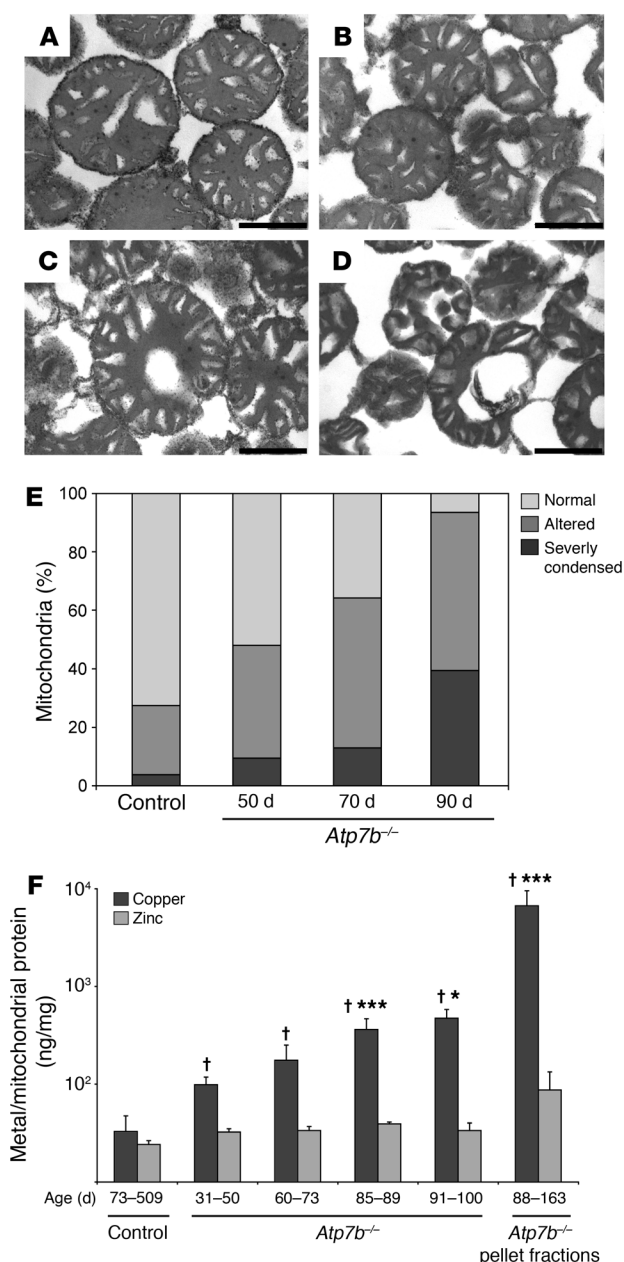 A
B
C
D
E
100
80
60
40
20
0
Mitochondria (%)
Normal
Altered
Severly
condensed
Control
50 d
70 d
90 d
Atp7b–/–
F
10⁴
10³
10²
Metal/mitochondrial protein
(ng/mg)
Copper
Zinc
†
†
† ***
† *
† ***
Age (d)
73–509
31–50
60–73
85–89
91–100
88–163
Control
Atp7b–/–
Atp7b–/–
pellet fractions